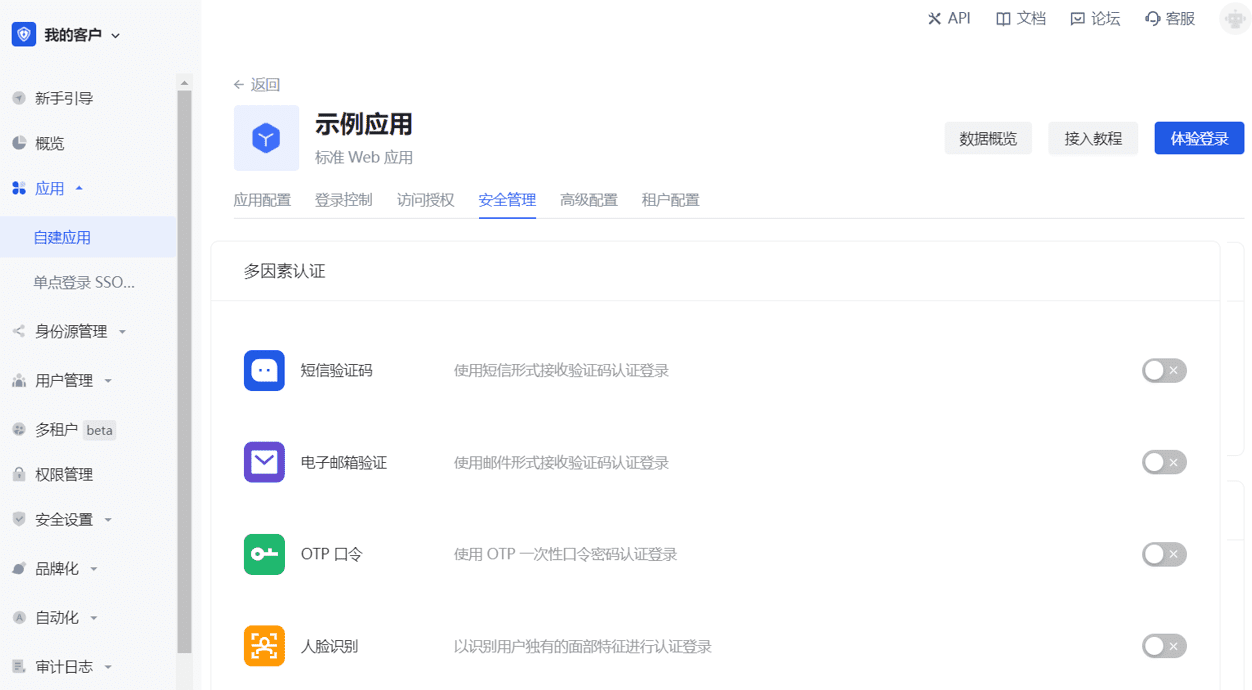 我的客户
API 文档 论坛 客服
新手引导
概览
应用
自建应用
单点登录 SSO...
身份源管理
用户管理
多租户 beta
权限管理
安全设置
品牌化
自动化
审计日志
← 返回
示例应用
标准 Web 应用
数据概览 接入教程 体验登录
应用配置 登录控制 访问授权 安全管理 高级配置 租户配置
多因素认证
短信验证码 使用短信形式接收验证码认证登录
电子邮箱验证 使用邮件形式接收验证码认证登录
OTP 口令 使用 OTP 一次性口令密码认证登录
人脸识别 以识别用户独有的面部特征进行认证登录